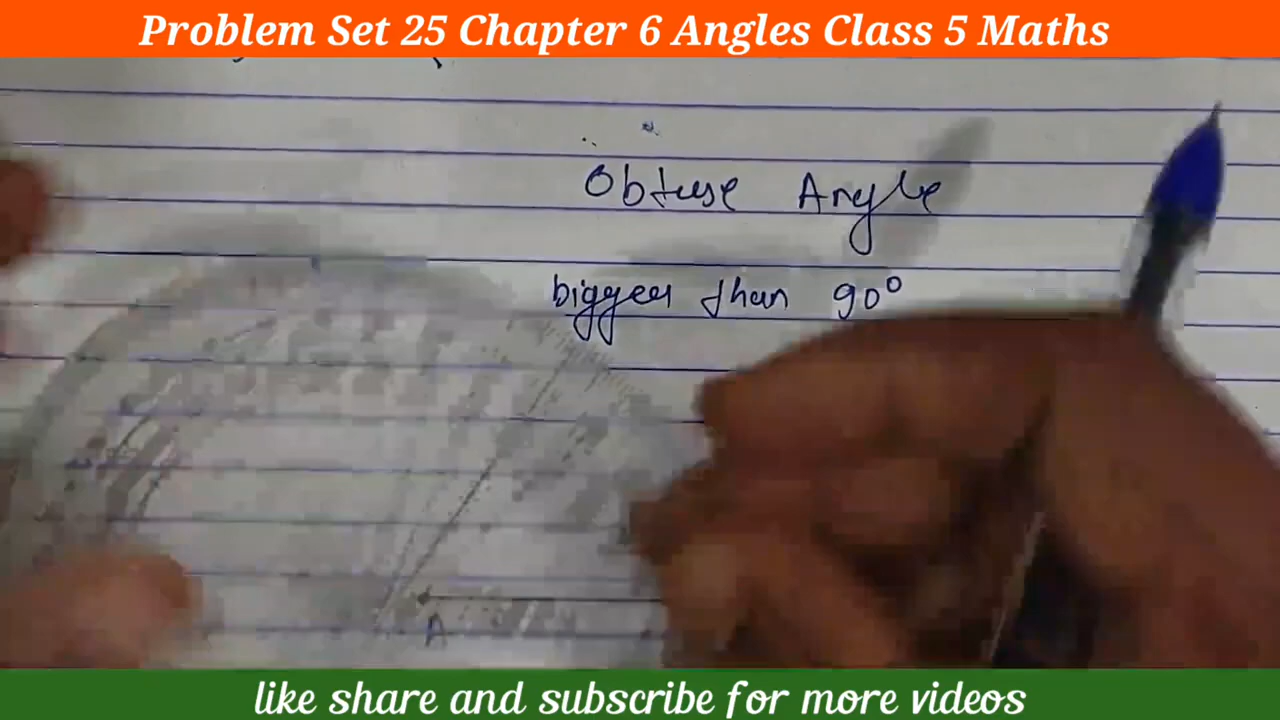 Problem Set 25 Chapter 6 Angles Class 5 Maths
Obtuse Angle
bigger than 90°
A
like share and subscribe for more videos